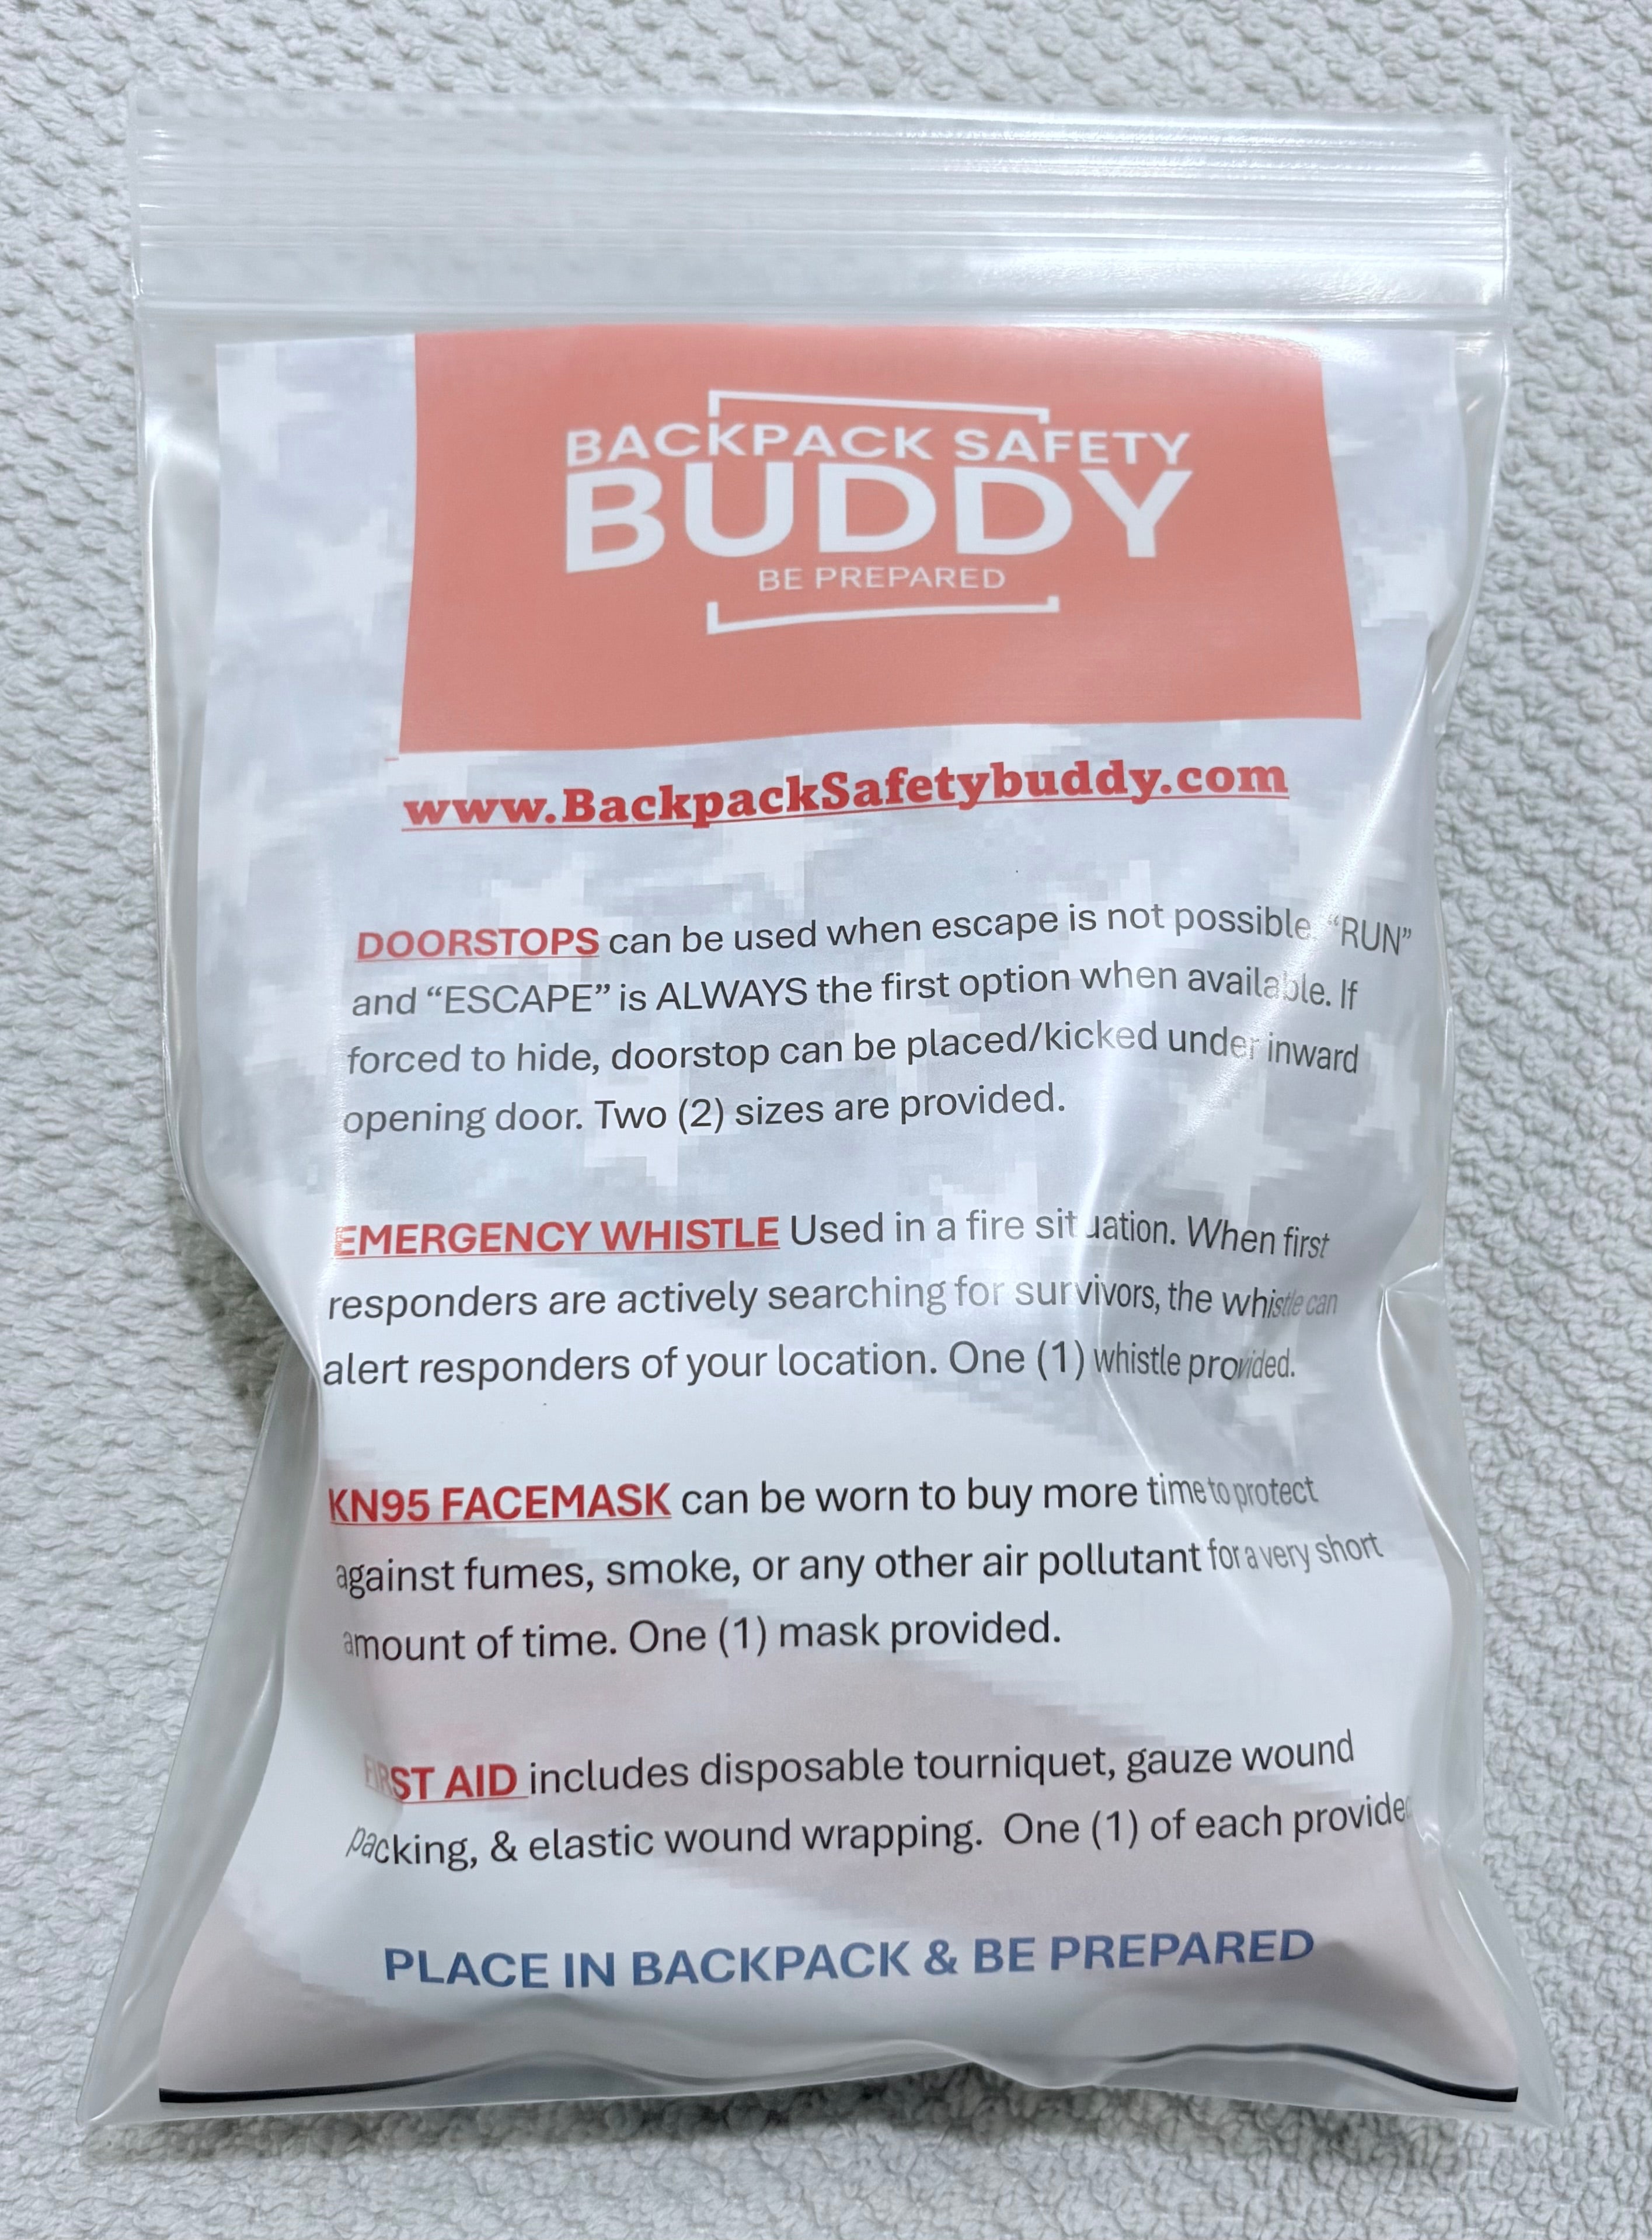 BACKPACK SAFETY
BUDDY
BE PREPARED
www.BackpackSafetybuddy.com
DOORSTOPS can be used when escape is not possible. “RUN”
and “ESCAPE” is ALWAYS the first option when available. If
forced to hide, doorstop can be placed/kicked under inward
opening door. Two (2) sizes are provided.
EMERGENCY WHISTLE Used in a fire situation. When first
responders are actively searching for survivors, the whistle can
alert responders of your location. One (1) whistle provided.
KN95 FACEMASK can be worn to buy more time to protect
against fumes, smoke, or any other air pollutant for a very short
amount of time. One (1) mask provided.
FIRST AID includes disposable tourniquet, gauze wound
packing, & elastic wound wrapping. One (1) of each provided
PLACE IN BACKPACK & BE PREPARED